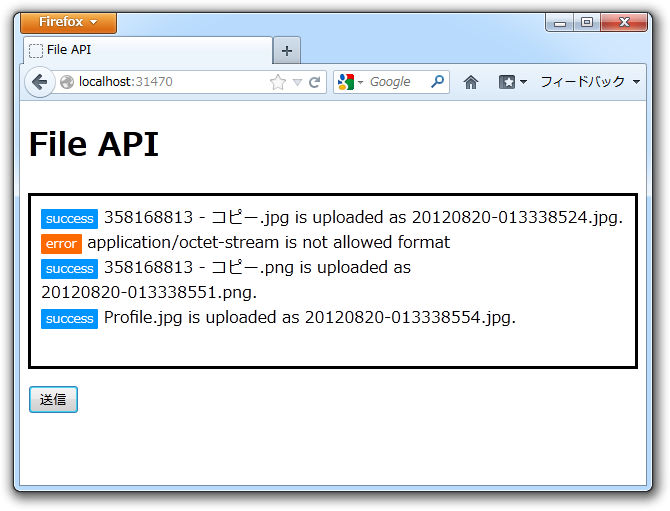 Firefox
File API
localhost:31470
Google
フィードバック
File API
success 358168813 - コピー.jpg is uploaded as 20120820-013338524.jpg.
error application/octet-stream is not allowed format
success 358168813 - コピー.png is uploaded as
20120820-013338551.png.
success Profile.jpg is uploaded as 20120820-013338554.jpg.
送信